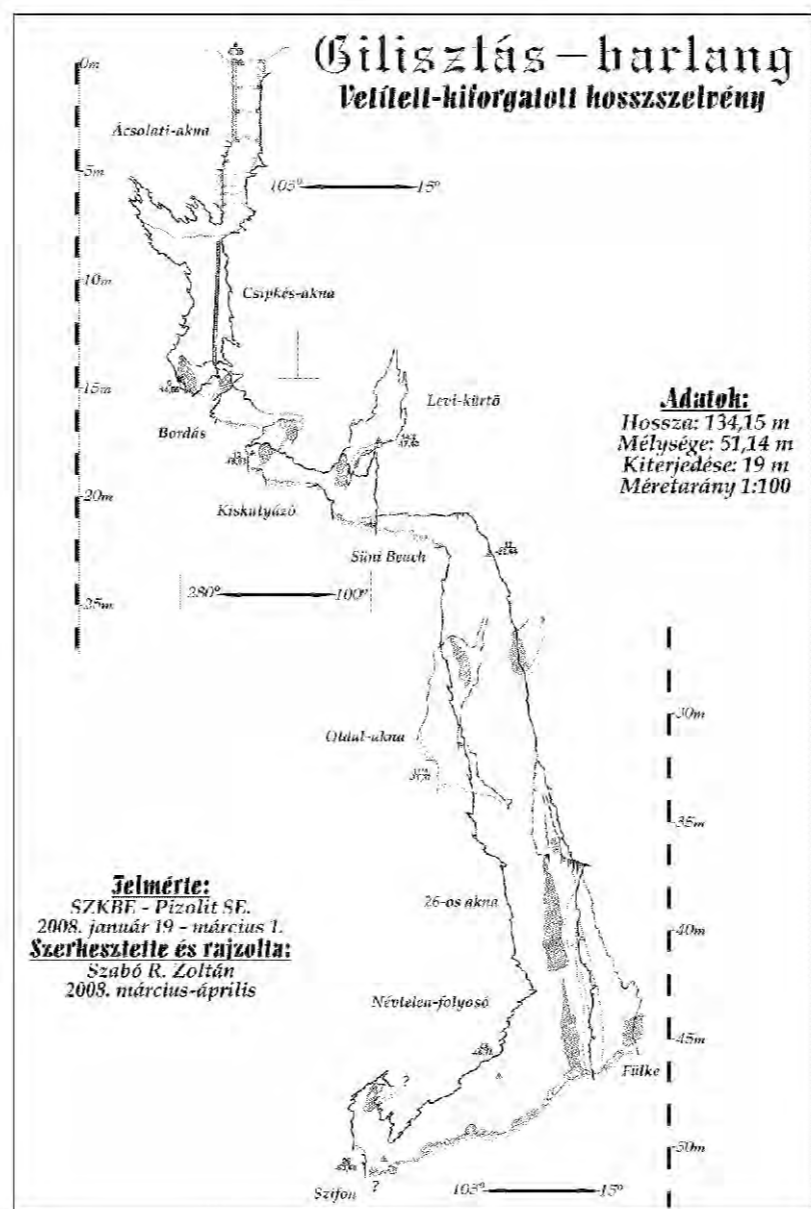 Gilisztás-barlang
Vetített-kiforgatott hosszszelvény
0m
Ácsolati-akna
5m
105° 15°
10m
Csipkés-akna
15m
Levi-kürtő
Bordás
Adatok:
Hossza: 134,15 m
Mélysége: 51,14 m
Kiterjedése: 19 m
Méretarány 1:100
20m
Kiskutyázó
Süni Beach
280° 100°
25m
30m
Oldal-akna
35m
Felmérte:
SZKBE - Pizolit SE.
2008. január 19 - március 1.
Szerkesztette és rajzolta:
Szabó R. Zoltán
2008. március-április
26-os akna
40m
Névtelen-folyosó
45m
Fülke
?
50m
Szifon
?
105° 15°